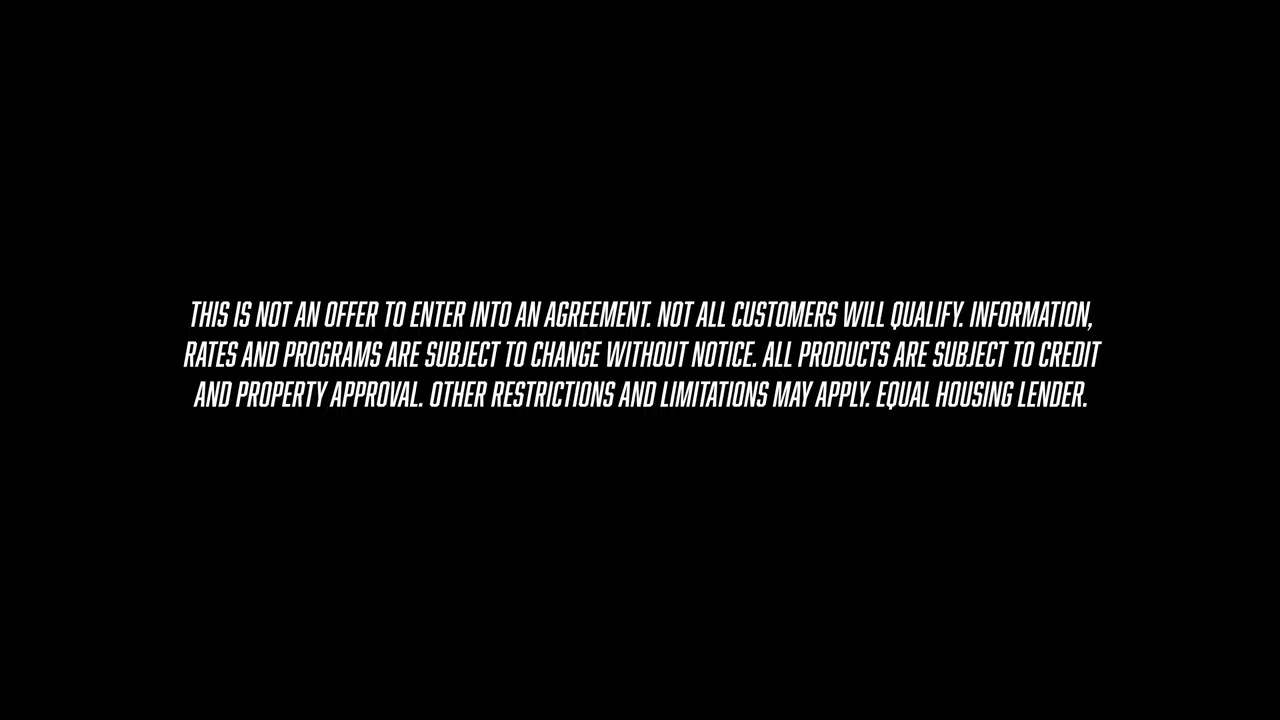 THIS IS NOT AN OFFER TO ENTER INTO AN AGREEMENT. NOT ALL CUSTOMERS WILL QUALIFY. INFORMATION,
RATES AND PROGRAMS ARE SUBJECT TO CHANGE WITHOUT NOTICE. ALL PRODUCTS ARE SUBJECT TO CREDIT
AND PROPERTY APPROVAL. OTHER RESTRICTIONS AND LIMITATIONS MAY APPLY. EQUAL HOUSING LENDER.